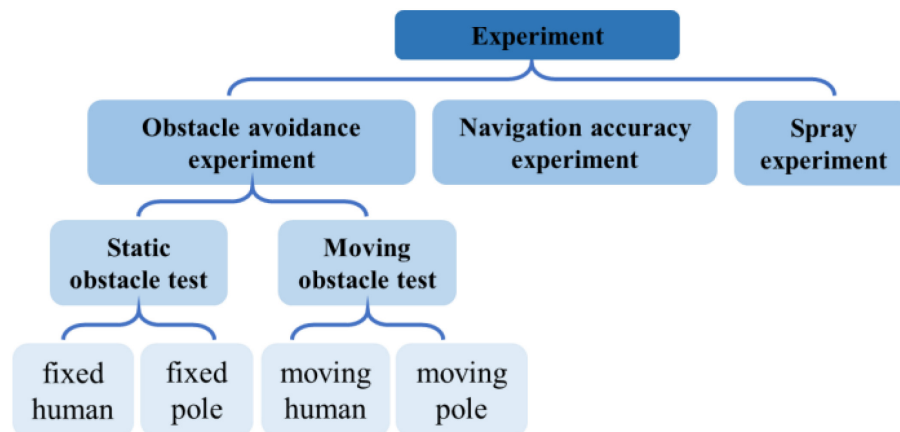 Experiment
Obstacle avoidance
experiment
Navigation accuracy
experiment
Spray
experiment
Static
obstacle test
Moving
obstacle test
fixed
human
fixed
pole
moving
human
moving
pole